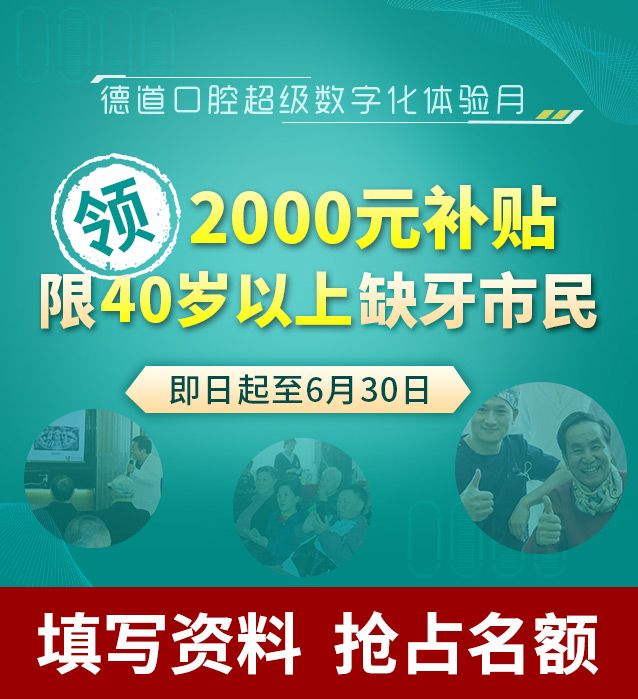 德道口腔超级数字化体验月
领 2000元补贴
限40岁以上缺牙市民
即日起至6月30日
填写资料 抢占名额